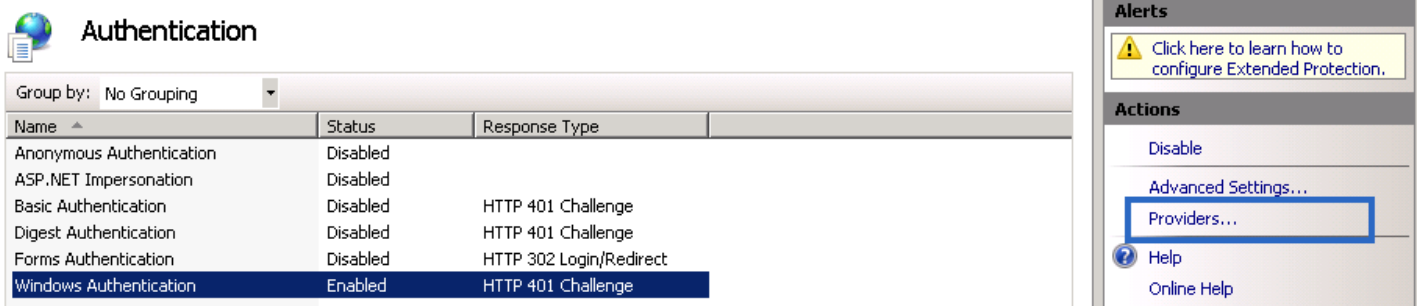 Authentication
Group by: No Grouping
Name Status Response Type
Anonymous Authentication Disabled
ASP.NET Impersonation Disabled
Basic Authentication Disabled HTTP 401 Challenge
Digest Authentication Disabled HTTP 401 Challenge
Forms Authentication Disabled HTTP 302 Login/Redirect
Windows Authentication Enabled HTTP 401 Challenge
Alerts
Click here to learn how to
configure Extended Protection.
Actions
Disable
Advanced Settings...
Providers...
Help
Online Help